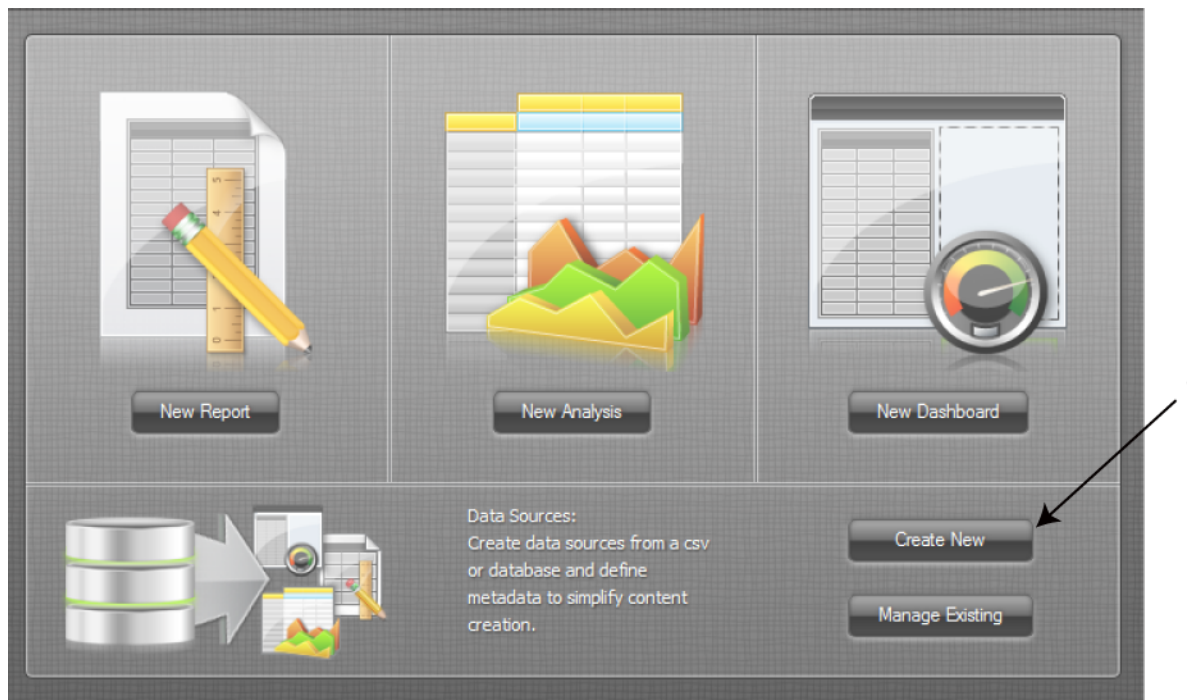 New Report
New Analysis
New Dashboard
Data Sources:
Create data sources from a csv
or database and define
metadata to simplify content
creation.
Create New
Manage Existing